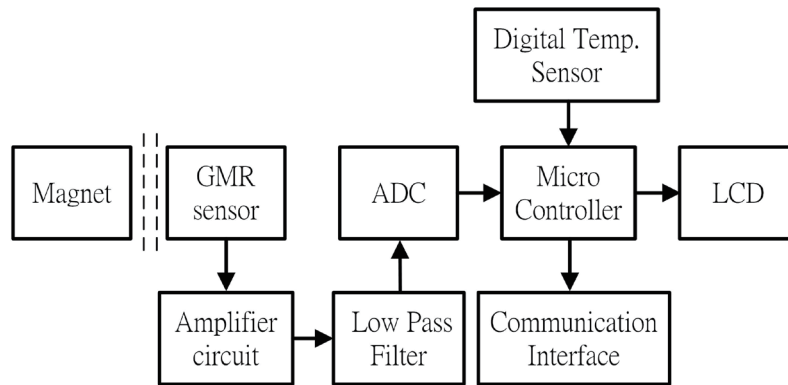 Digital Temp.
Sensor
Magnet
GMR
sensor
ADC
Micro
Controller
LCD
Amplifier
circuit
Low Pass
Filter
Communication
Interface